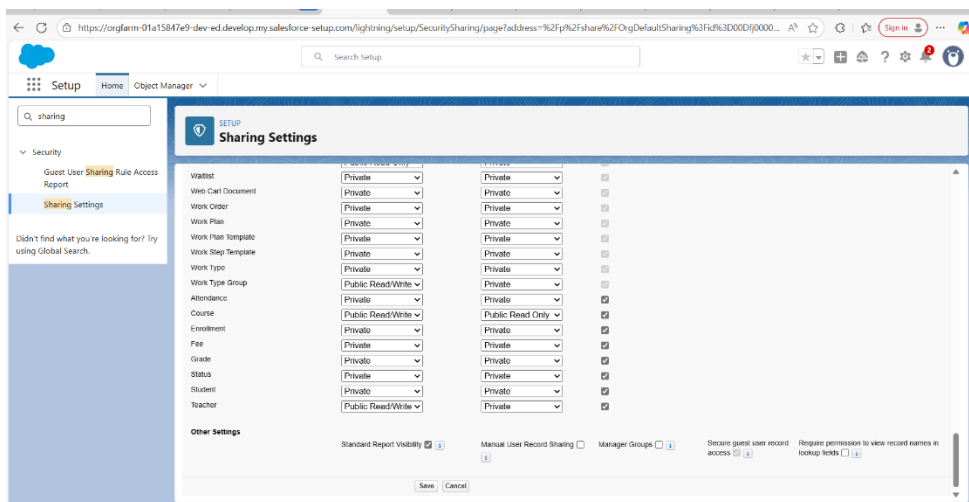 https://orgfarm-01a15847e9-dev-ed.develop.my.salesforce-setup.com/lightning/setup/SecuritySharing/page?address=%2Fp%2Fshare%2FOrgDefaultSharing%3Fid%3D00Dfj0000...
Sign in
Search Setup
2
Setup Home Object Manager
sharing
Security
Guest User Sharing Rule Access
Report
Sharing Settings
Didn't find what you're looking for? Try
using Global Search.
SETUP
Sharing Settings
Waitlist Private Private
Web Cart Document Private Private
Work Order Private Private
Work Plan Private Private
Work Plan Template Private Private
Work Step Template Private Private
Work Type Private Private
Work Type Group Public Read/Write Private
Attendance Private Private
Course Public Read/Write Public Read Only
Enrollment Private Private
Fee Private Private
Grade Private Private
Status Private Private
Student Private Private
Teacher Public Read/Write Private
Other Settings
Standard Report Visibility
Manual User Record Sharing
Manager Groups
Secure guest user record
access
Require permission to view record names in
lookup fields
Save Cancel